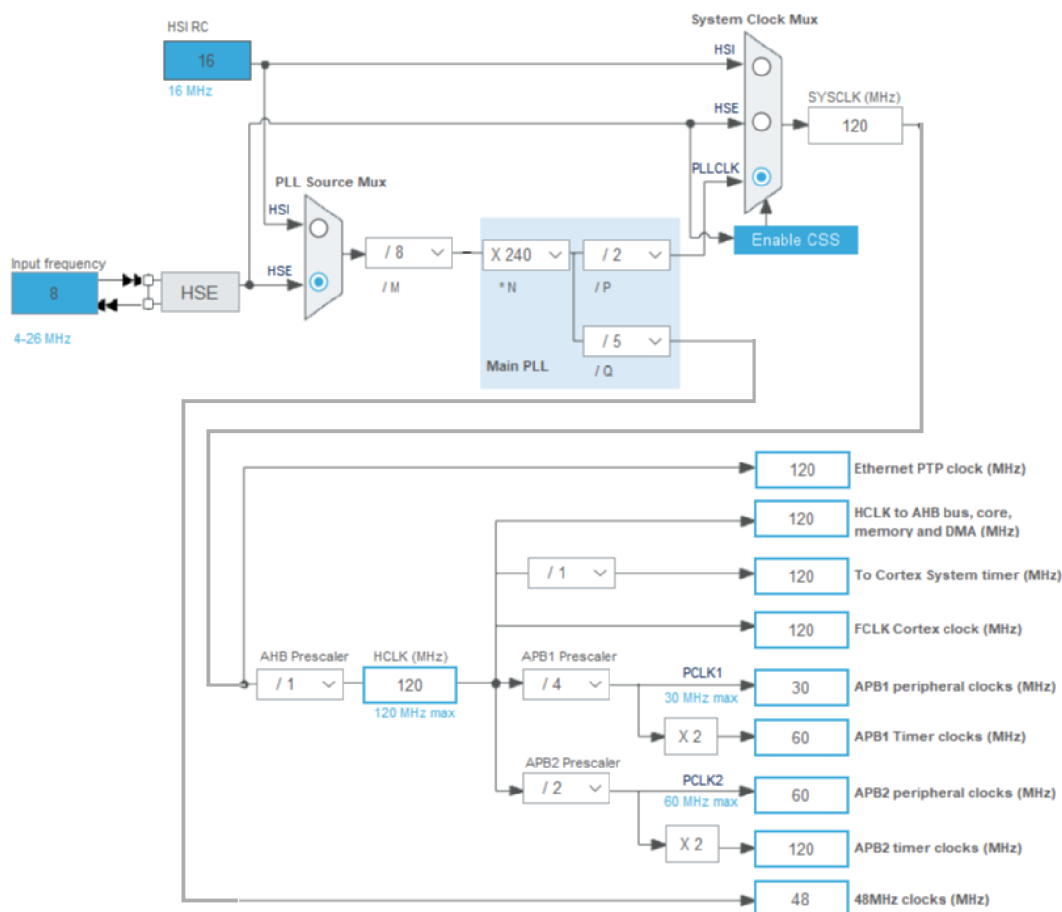 System Clock Mux
HSI RC
16
16 MHz
HSI
HSE
SYSCLK (MHz)
120
PLLCLK
PLL Source Mux
HSI
Enable CSS
Input frequency
8
4-26 MHz
HSE
HSE
/ 8
/ M
X 240
* N
/ 2
/ P
/ 5
/ Q
Main PLL
120
Ethernet PTP clock (MHz)
120
HCLK to AHB bus, core,
memory and DMA (MHz)
/ 1
120
To Cortex System timer (MHz)
120
FCLK Cortex clock (MHz)
AHB Prescaler
/ 1
HCLK (MHz)
120
120 MHz max
APB1 Prescaler
/ 4
PCLK1
30 MHz max
30
APB1 peripheral clocks (MHz)
X 2
60
APB1 Timer clocks (MHz)
APB2 Prescaler
/ 2
PCLK2
60 MHz max
60
APB2 peripheral clocks (MHz)
X 2
120
APB2 timer clocks (MHz)
48
48MHz clocks (MHz)